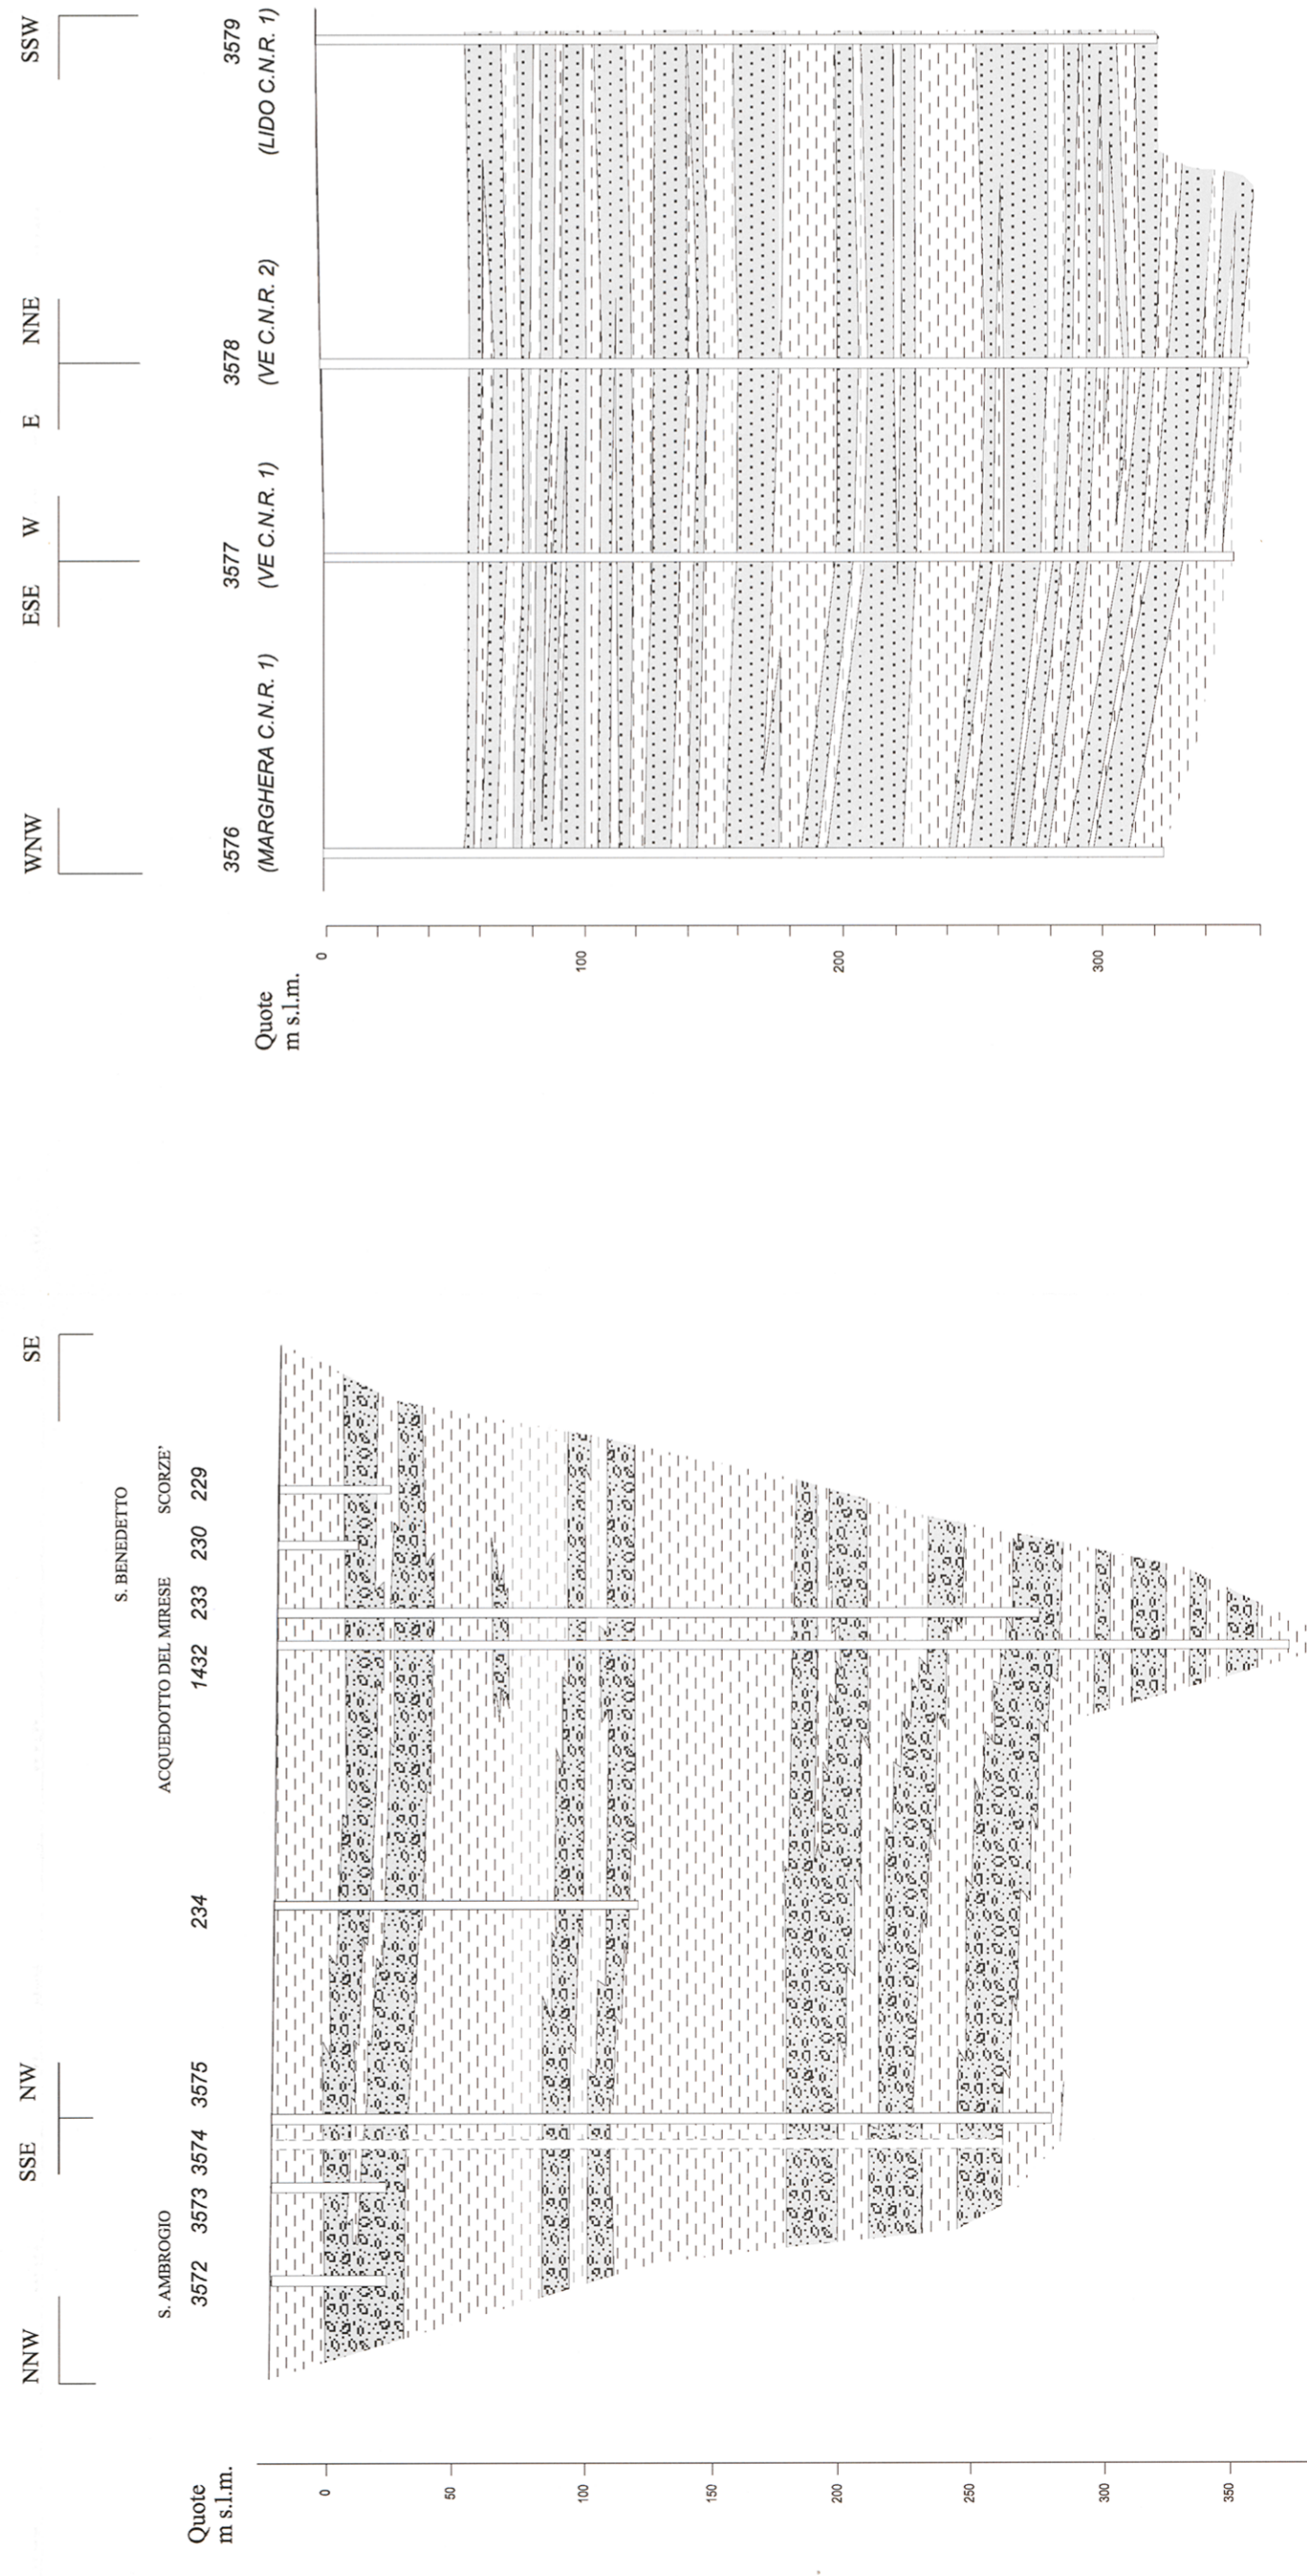 NNW SSE NW SE
S. BENEDETTO
S. AMBROGIO ACQUEDOTTO DEL MIRESE SCORZE'
3572 3573 3574 3575 234 1432 233 230 229
Quote
m s.l.m.
0
50
100
150
200
250
300
350
WNW ESE W E NNE SSW
3576 3577 3578 3579
(MARGHERA C.N.R. 1) (VE C.N.R. 1) (VE C.N.R. 2) (LIDO C.N.R. 1)
Quote
m s.l.m.
0
100
200
300